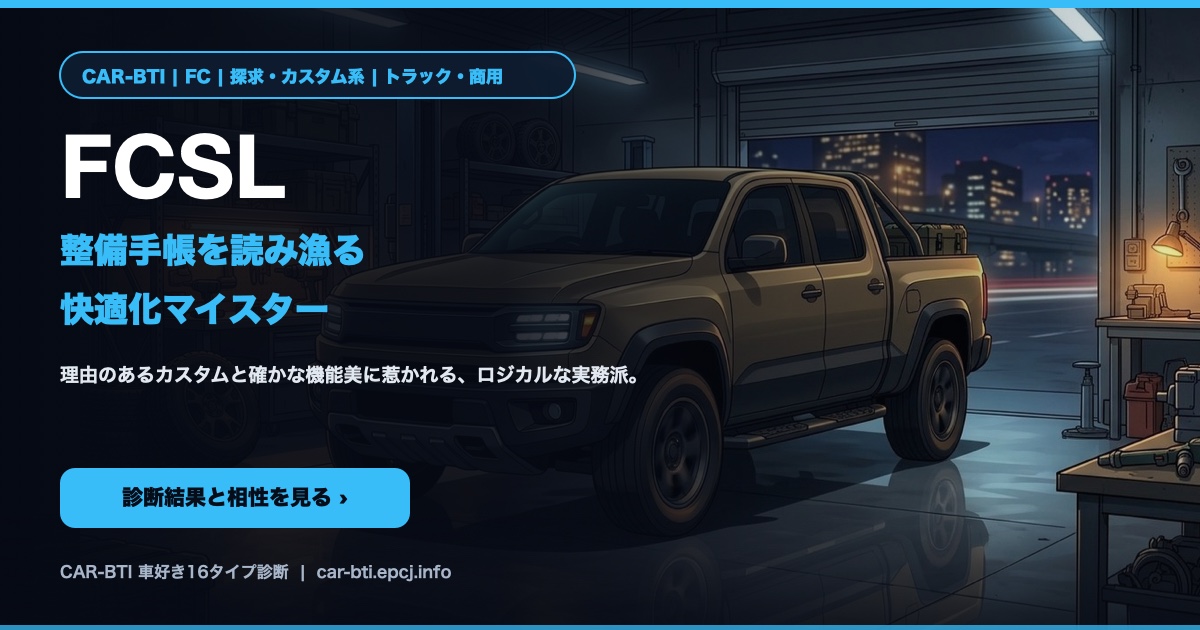 CAR-BTI | FC | 探求・カスタム系 | トラック・商用
FCSL
整備手帳を読み漁る
快適化マイスター
理由のあるカスタムと確かな機能美に惹かれる、ロジカルな実務派。
診断結果と相性を見る ›
CAR-BTI 車好き16タイプ診断 | car-bti.epcj.info